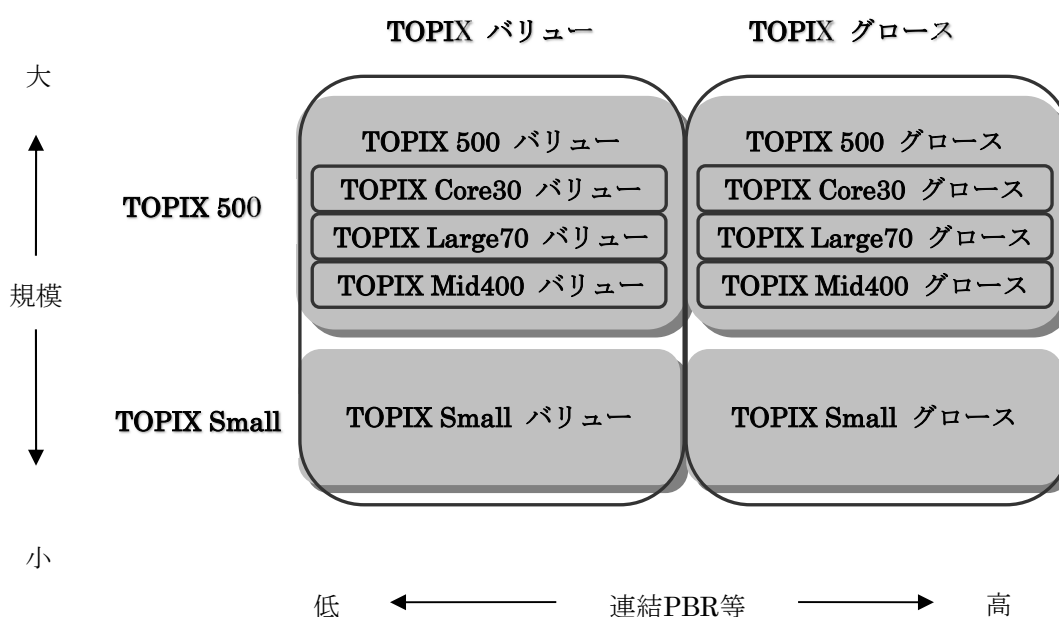 TOPIX バリュー TOPIX グロース
大
TOPIX 500 バリュー TOPIX 500 グロース
TOPIX Core30 バリュー TOPIX Core30 グロース
TOPIX 500
TOPIX Large70 バリュー TOPIX Large70 グロース
規模
TOPIX Mid400 バリュー TOPIX Mid400 グロース
TOPIX Small
TOPIX Small バリュー TOPIX Small グロース
小
低 連結PBR等 高